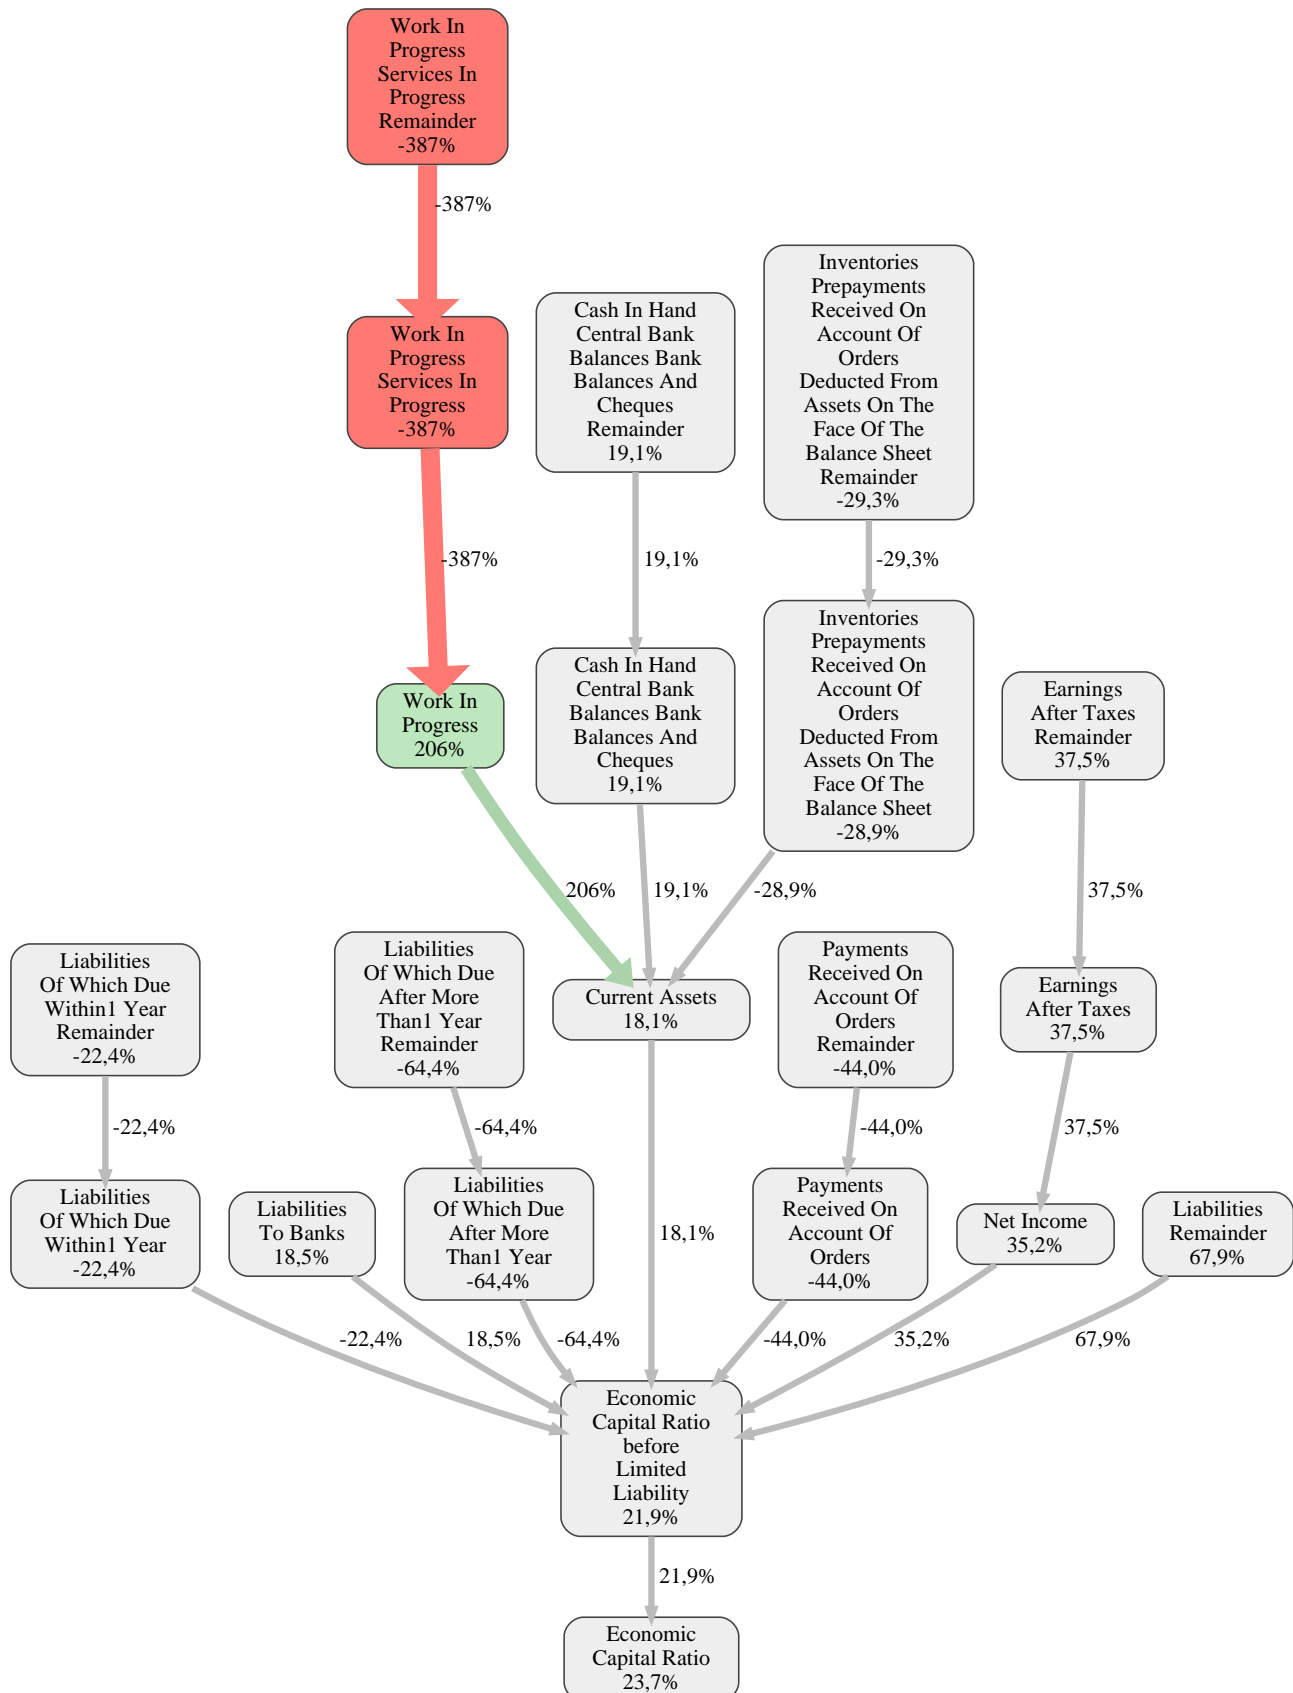 Work In
Progress
Services In
Progress
Remainder
-387%
-387%
Work In
Progress
Services In
Progress
-387%
Cash In Hand
Central Bank
Balances Bank
Balances And
Cheques
Remainder
19,1%
Inventories
Prepayments
Received On
Account Of
Orders
Deducted From
Assets On The
Face Of The
Balance Sheet
Remainder
-29,3%
-387%
19,1%
-29,3%
Work In
Progress
206%
Cash In Hand
Central Bank
Balances Bank
Balances And
Cheques
19,1%
Inventories
Prepayments
Received On
Account Of
Orders
Deducted From
Assets On The
Face Of The
Balance Sheet
-28,9%
Earnings
After Taxes
Remainder
37,5%
206%
19,1%
-28,9%
37,5%
Liabilities
Of Which Due
Within1 Year
Remainder
-22,4%
Liabilities
Of Which Due
After More
Than1 Year
Remainder
-64,4%
Current Assets
18,1%
Payments
Received On
Account Of
Orders
Remainder
-44,0%
Earnings
After Taxes
37,5%
-22,4%
-64,4%
-44,0%
37,5%
Liabilities
Of Which Due
Within1 Year
-22,4%
Liabilities
To Banks
18,5%
Liabilities
Of Which Due
After More
Than1 Year
-64,4%
18,1%
Payments
Received On
Account Of
Orders
-44,0%
Net Income
35,2%
Liabilities
Remainder
67,9%
-22,4%
18,5%
-64,4%
-44,0%
35,2%
67,9%
Economic
Capital Ratio
before
Limited
Liability
21,9%
21,9%
Economic
Capital Ratio
23,7%